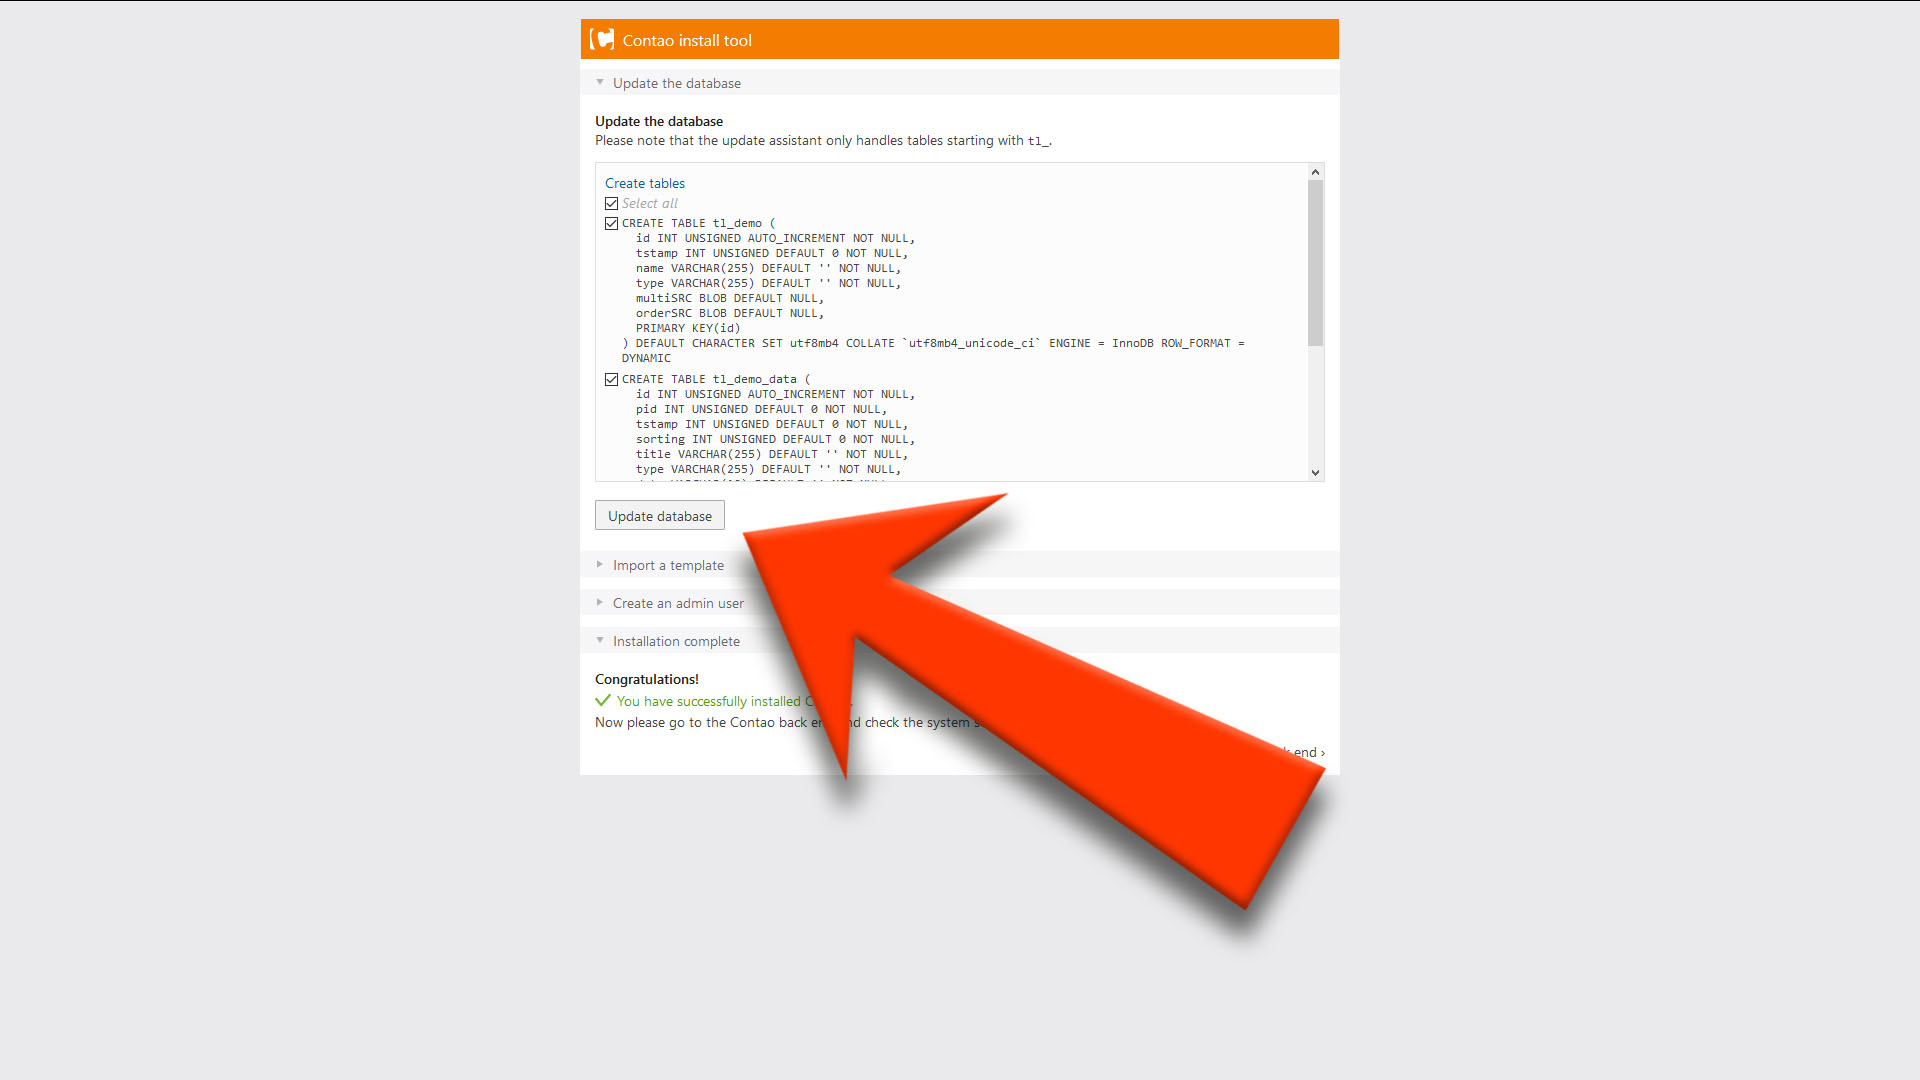 Contao install tool
Update the database
Update the database
Please note that the update assistant only handles tables starting with tl_.
Create tables
Select all
CREATE TABLE tl_demo (
id INT UNSIGNED AUTO_INCREMENT NOT NULL,
tstamp INT UNSIGNED DEFAULT 0 NOT NULL,
name VARCHAR(255) DEFAULT '' NOT NULL,
type VARCHAR(255) DEFAULT '' NOT NULL,
multiSRC BLOB DEFAULT NULL,
orderSRC BLOB DEFAULT NULL,
PRIMARY KEY(id)
) DEFAULT CHARACTER SET utf8mb4 COLLATE `utf8mb4_unicode_ci` ENGINE = InnoDB ROW_FORMAT =
DYNAMIC
CREATE TABLE tl_demo_data (
id INT UNSIGNED AUTO_INCREMENT NOT NULL,
pid INT UNSIGNED DEFAULT 0 NOT NULL,
tstamp INT UNSIGNED DEFAULT 0 NOT NULL,
sorting INT UNSIGNED DEFAULT 0 NOT NULL,
title VARCHAR(255) DEFAULT '' NOT NULL,
type VARCHAR(255) DEFAULT '' NOT NULL,
Update database
Import a template
Create an admin user
Installation complete
Congratulations!
You have successfully installed
Now please go to the Contao back check the system
end ›